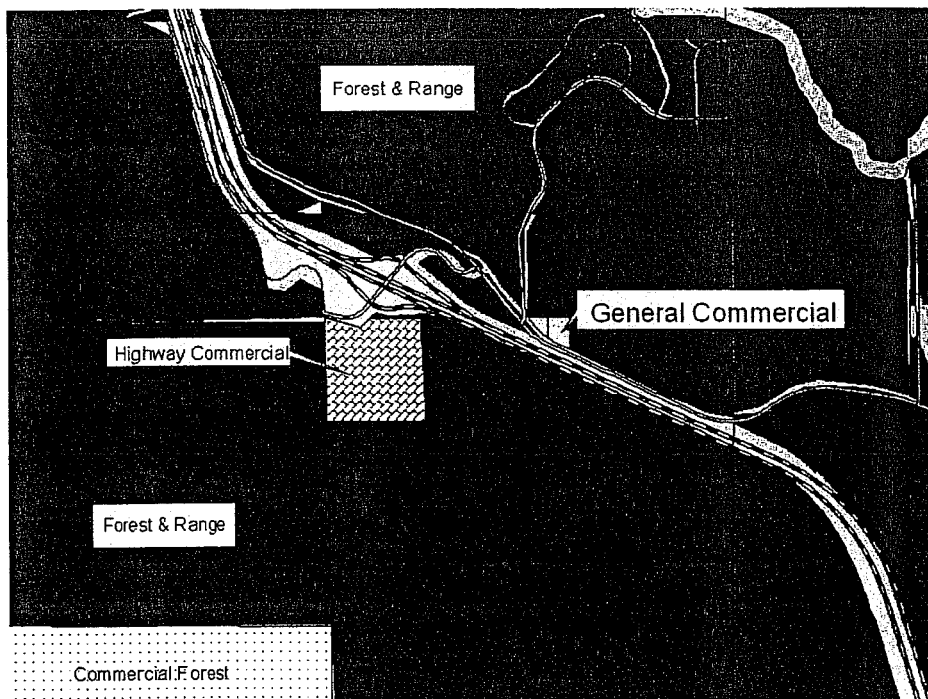 Forest & Range
General Commercial
Highway Commercial
Forest & Range
Commercial Forest